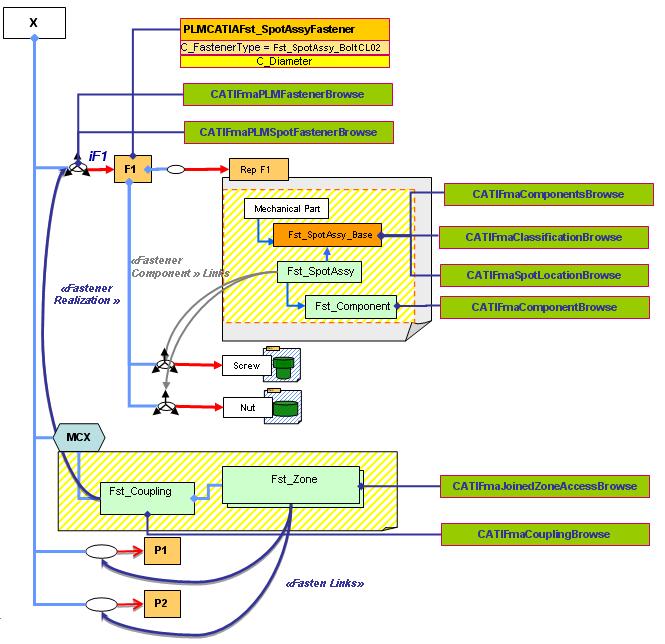 X
PLMCATIAFst_SpotAssyFastener
C_FastenerType = Fst_SpotAssy_BoltCL02
C_Diameter
CATIFmaPLMFastenerBrowse
CATIFmaPLMSpotFastenerBrowse
iF1
F1
Rep F1
Mechanical Part
CATIFmaComponentsBrowse
Fst_SpotAssy_Base
CATIFmaClassificationBrowse
«Fastener
Component » Links
Fst_SpotAssy
CATIFmaSpotLocationBrowse
«Fastener
Realization »
Fst_Component
CATIFmaComponentBrowse
Screw
Nut
MCX
Fst_Coupling
Fst_Zone
CATIFmaJoinedZoneAccessBrowse
CATIFmaCouplingBrowse
P1
«Fasten Links»
P2